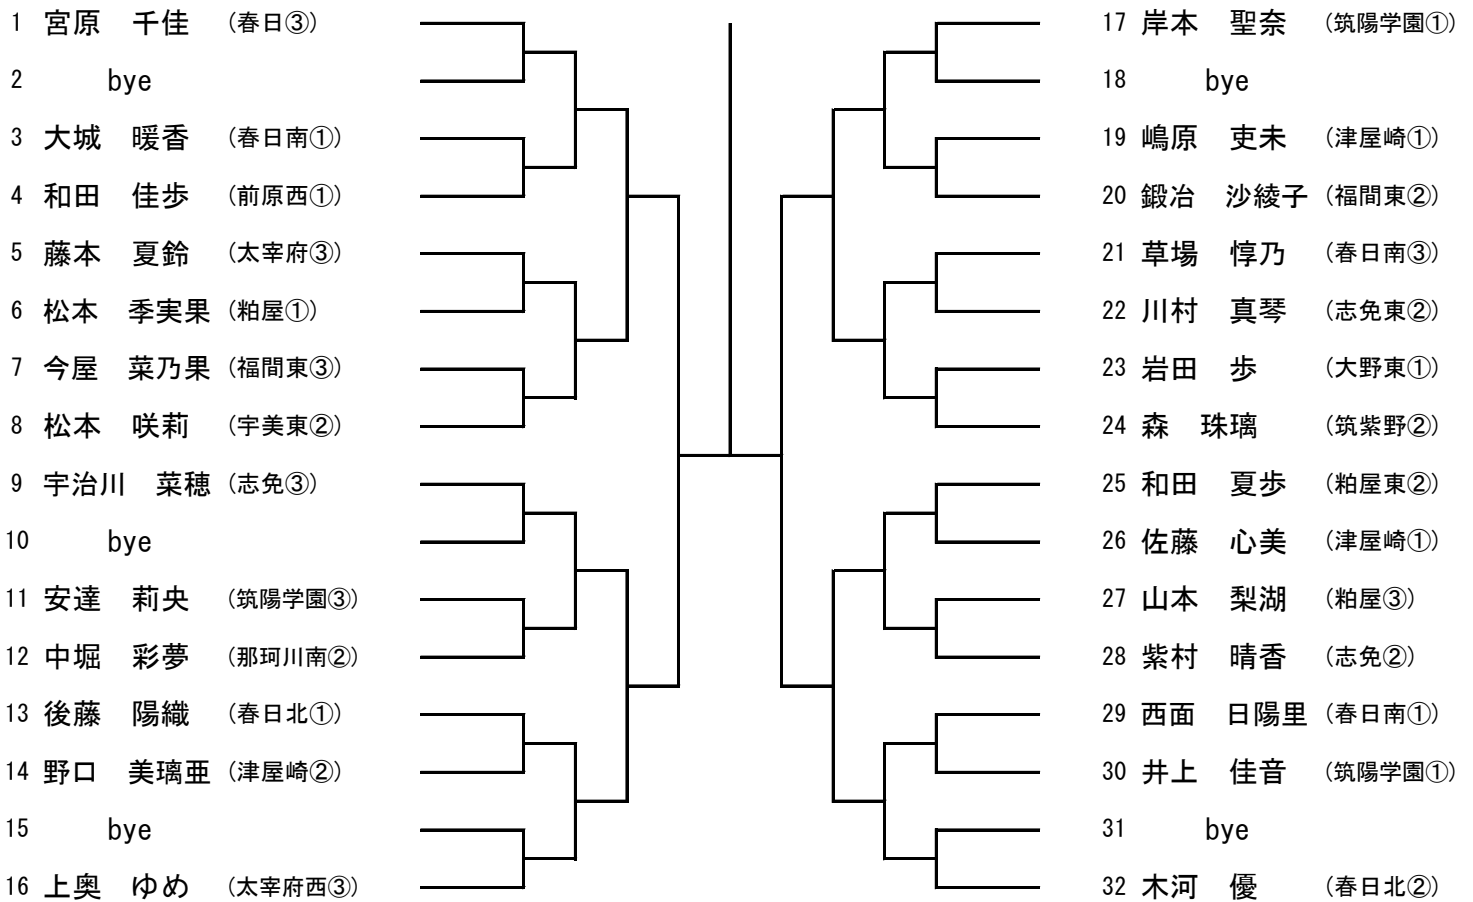 1 宮原　千佳 (春日③)
2 bye
3 大城　暖香 (春日南①)
4 和田　佳歩 (前原西①)
5 藤本　夏鈴 (太宰府③)
6 松本　季実果 (粕屋①)
7 今屋　菜乃果 (福間東③)
8 松本　咲莉 (宇美東②)
9 宇治川　菜穂 (志免③)
10 bye
11 安達　莉央 (筑陽学園③)
12 中堀　彩夢 (那珂川南②)
13 後藤　陽織 (春日北①)
14 野口　美璃亜 (津屋崎②)
15 bye
16 上奥　ゆめ (太宰府西③)
17 岸本　聖奈 (筑陽学園①)
18 bye
19 嶋原　吏未 (津屋崎①)
20 鍛冶　沙綾子 (福間東②)
21 草場　惇乃 (春日南③)
22 川村　真琴 (志免東②)
23 岩田　歩 (大野東①)
24 森　珠璃 (筑紫野②)
25 和田　夏歩 (粕屋東②)
26 佐藤　心美 (津屋崎①)
27 山本　梨湖 (粕屋③)
28 紫村　晴香 (志免②)
29 西面　日陽里 (春日南①)
30 井上　佳音 (筑陽学園①)
31 bye
32 木河　優 (春日北②)